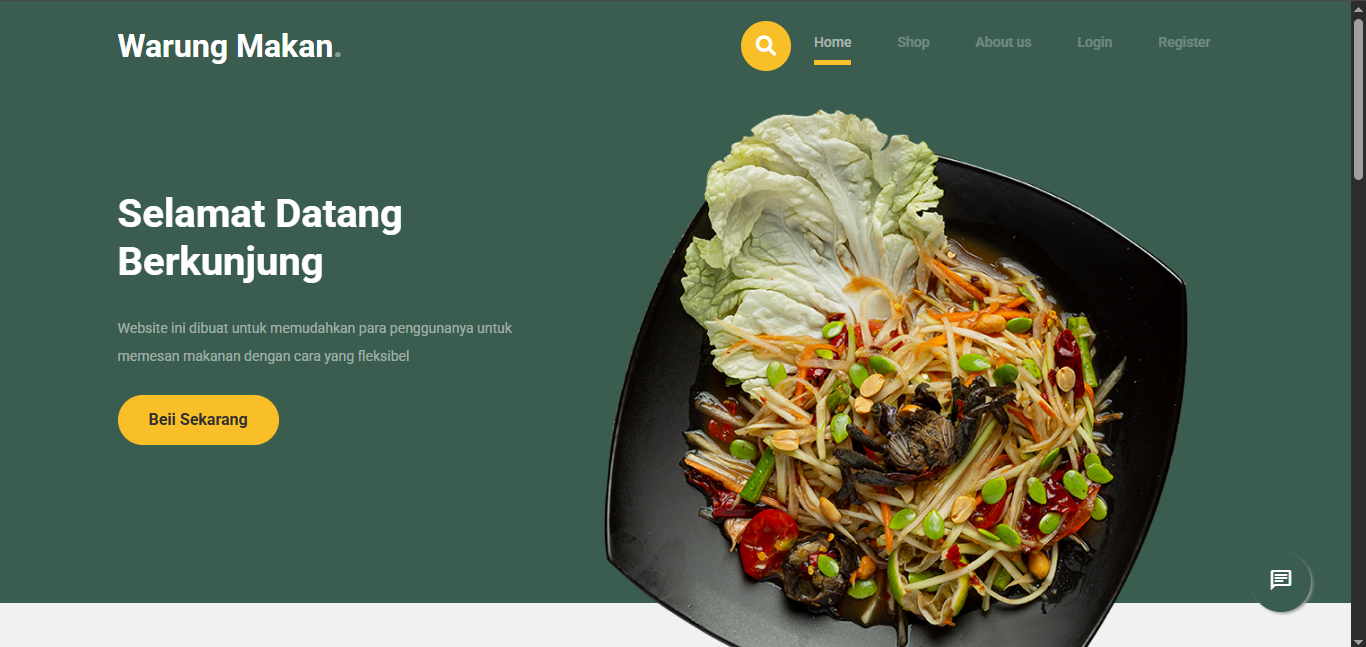 Warung Makan.
Home
Shop
About us
Login
Register
Selamat Datang
Berkunjung
Website ini dibuat untuk memudahkan para penggunanya untuk
memesan makanan dengan cara yang fleksibel
Beii Sekarang